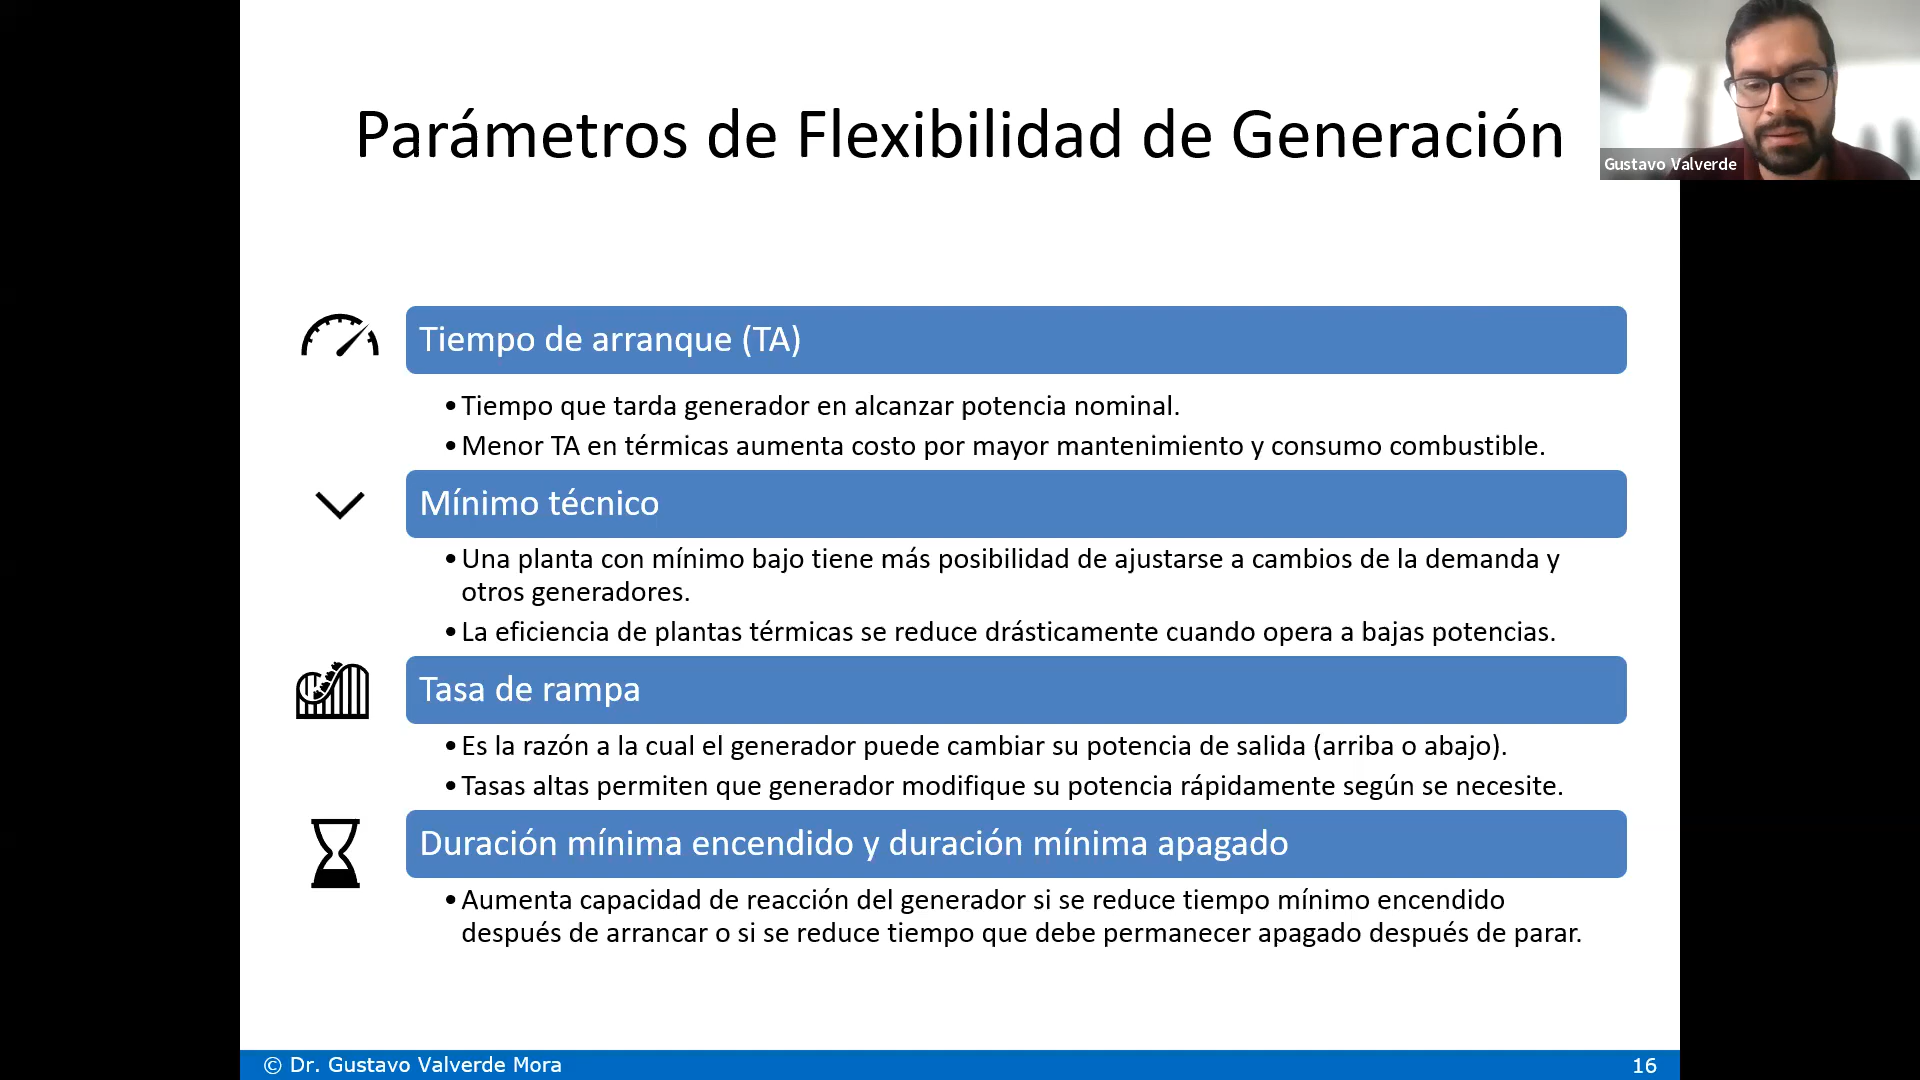 Parámetros de Flexibilidad de Generación
Gustavo Valverde
Tiempo de arranque (TA)
• Tiempo que tarda generador en alcanzar potencia nominal.
• Menor TA en térmicas aumenta costo por mayor mantenimiento y consumo combustible.
Mínimo técnico
• Una planta con mínimo bajo tiene más posibilidad de ajustarse a cambios de la demanda y
otros generadores.
• La eficiencia de plantas térmicas se reduce drásticamente cuando opera a bajas potencias.
Tasa de rampa
• Es la razón a la cual el generador puede cambiar su potencia de salida (arriba o abajo).
• Tasas altas permiten que generador modifique su potencia rápidamente según se necesite.
Duración mínima encendido y duración mínima apagado
• Aumenta capacidad de reacción del generador si se reduce tiempo mínimo encendido
después de arrancar o si se reduce tiempo que debe permanecer apagado después de parar.
© Dr. Gustavo Valverde Mora
16